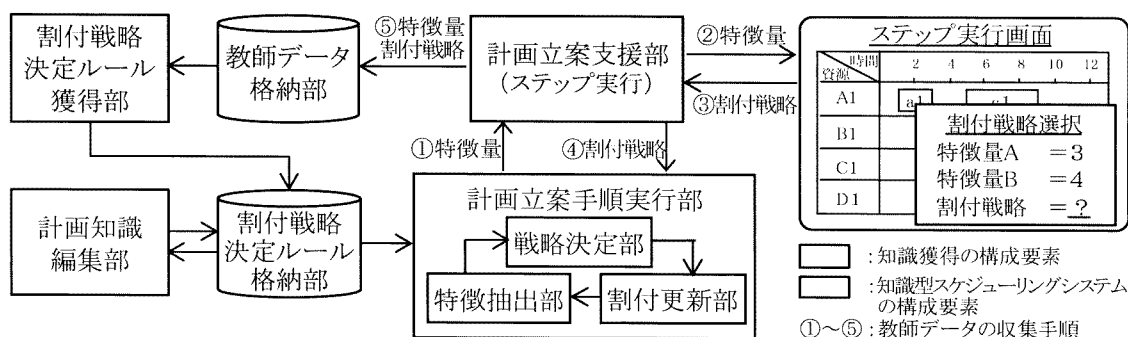 割付戦略
決定ルール
獲得部
教師データ
格納部
⑤特徴量
割付戦略
計画立案支援部
(ステップ実行)
②特徴量
③割付戦略
①特徴量
④割付戦略
ステップ実行画面
時間
資源
2 4 6 8 10 12
A1
B1
C1
D1
割付戦略選択
特徴量A =3
特徴量B =4
割付戦略 =?
計画知識
編集部
割付戦略
決定ルール
格納部
計画立案手順実行部
戦略決定部
特徴抽出部
割付更新部
:知識獲得の構成要素
:知識型スケジューリングシステム
の構成要素
①~⑤:教師データの収集手順